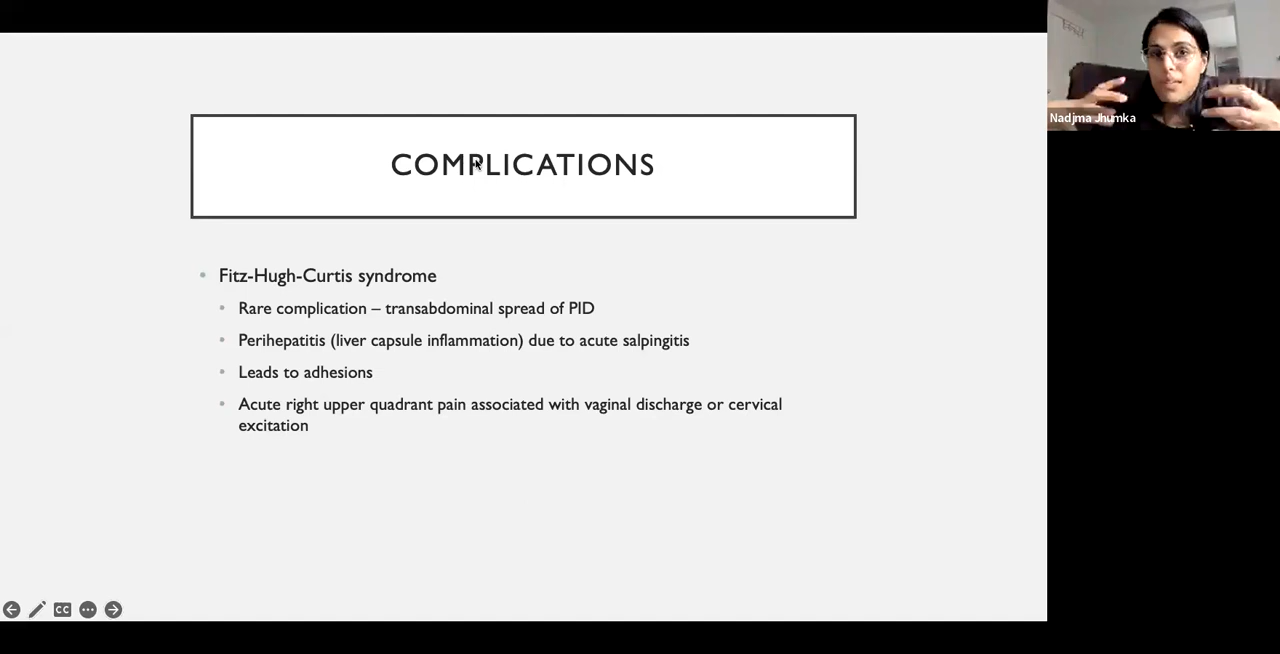 COMPLICATIONS
Fitz-Hugh-Curtis syndrome
Rare complication – transabdominal spread of PID
Perihepatitis (liver capsule inflammation) due to acute salpingitis
Leads to adhesions
Acute right upper quadrant pain associated with vaginal discharge or cervical
excitation
Nadjma Jhumka
CC